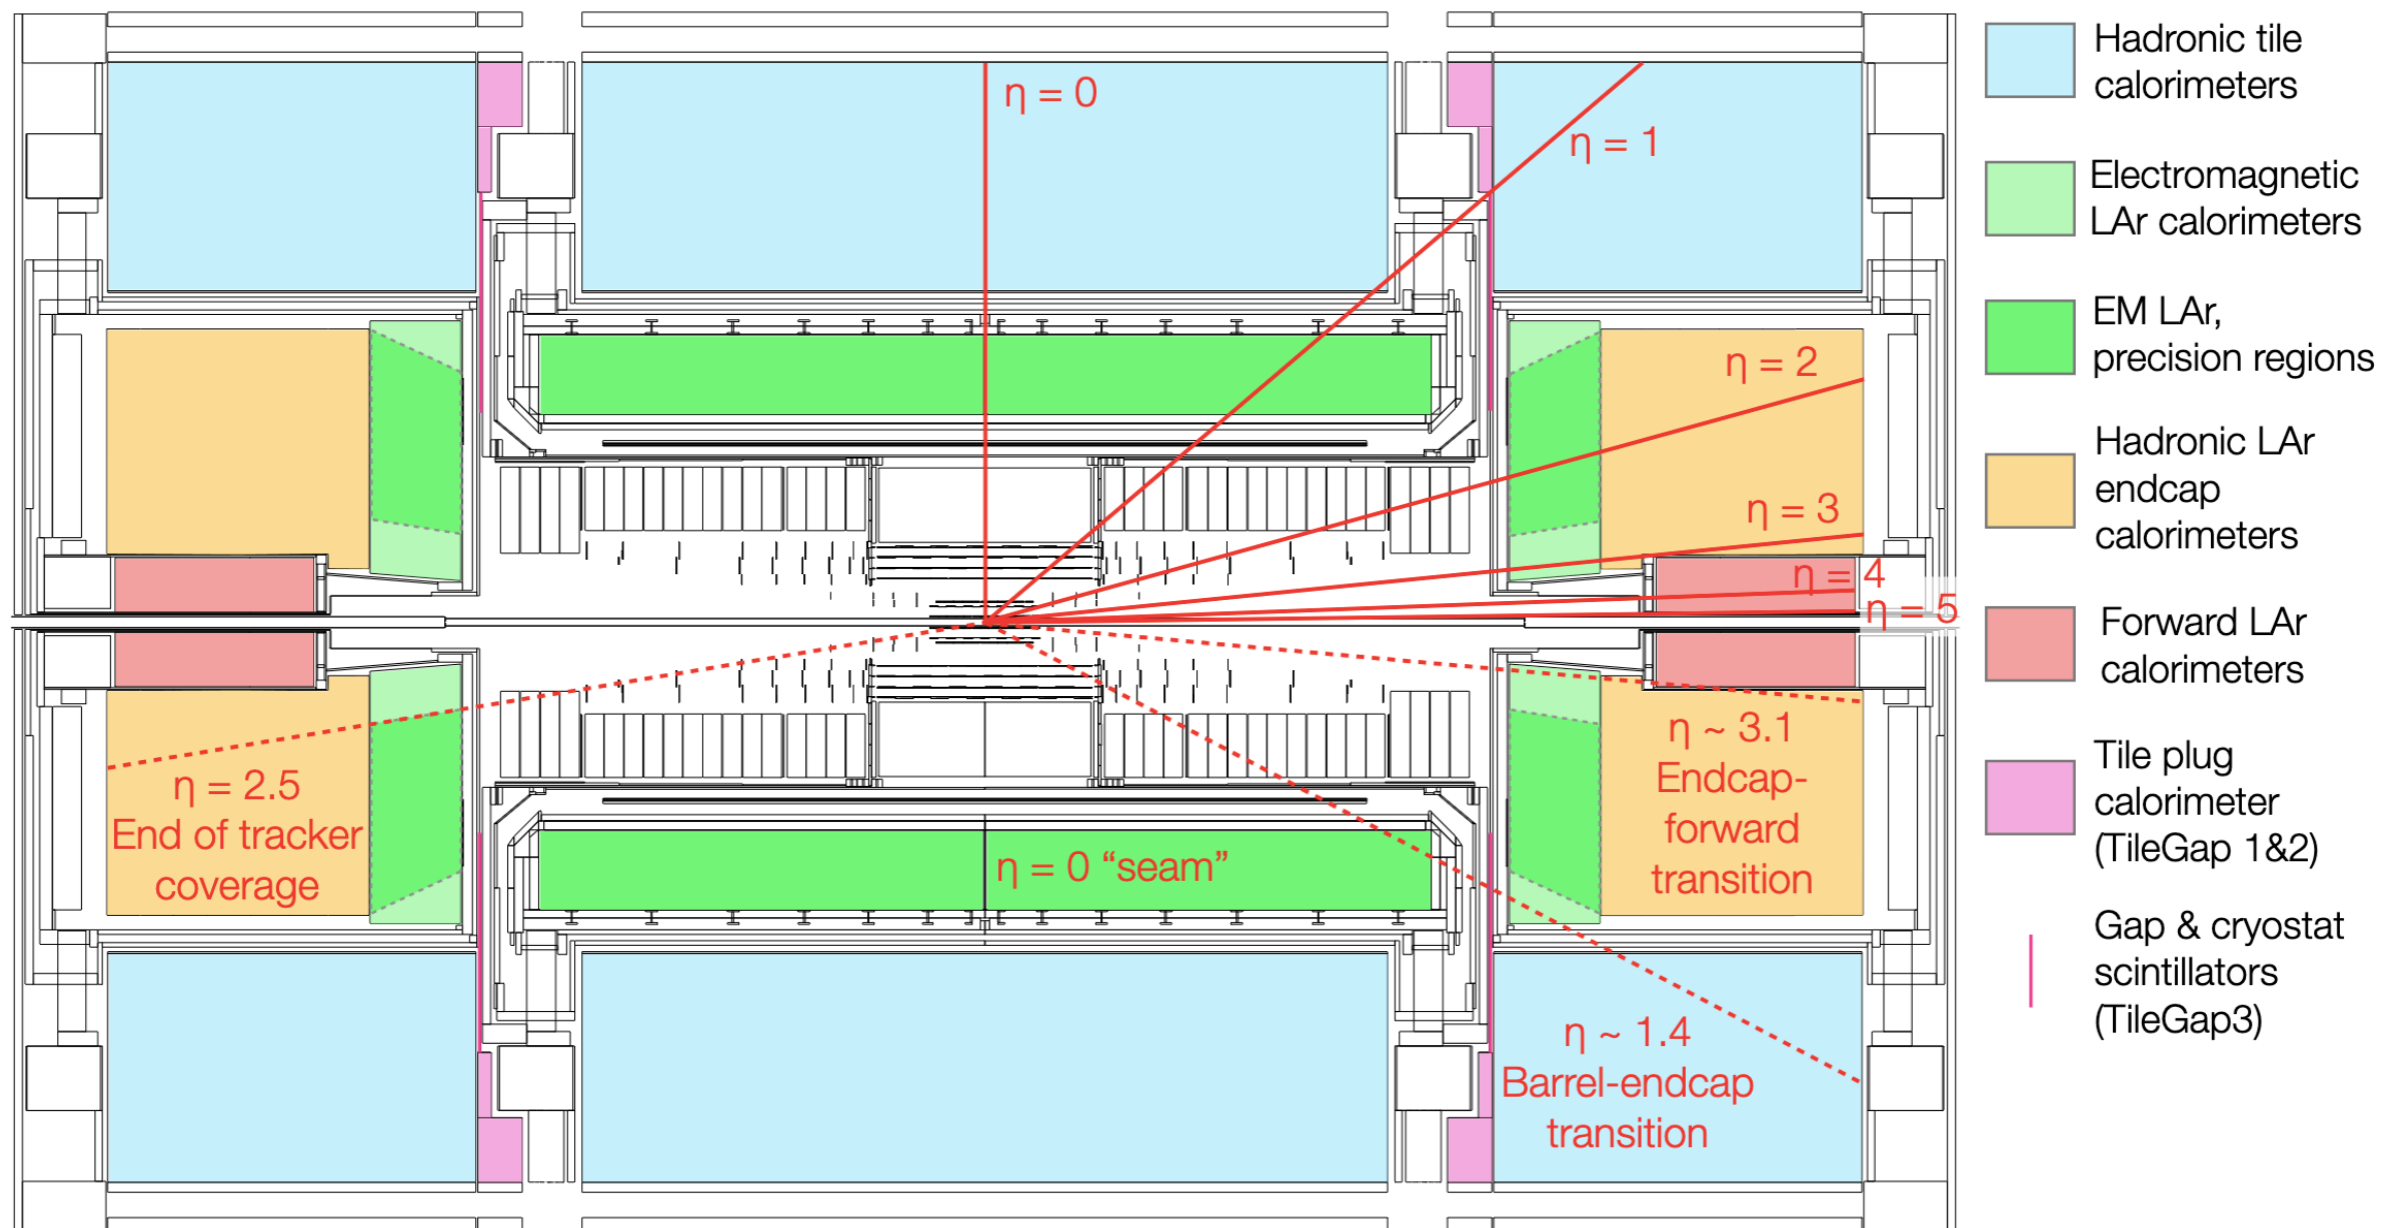 η = 0
η = 1
η = 2
η = 3
η = 4
η = 5
η = 2.5
End of tracker
coverage
η = 0 “seam”
η ~ 3.1
Endcap-
forward
transition
η ~ 1.4
Barrel-endcap
transition
Hadronic tile
calorimeters
Electromagnetic
LAr calorimeters
EM LAr,
precision regions
Hadronic LAr
endcap
calorimeters
Forward LAr
calorimeters
Tile plug
calorimeter
(TileGap 1&2)
Gap & cryostat
scintillators
(TileGap3)